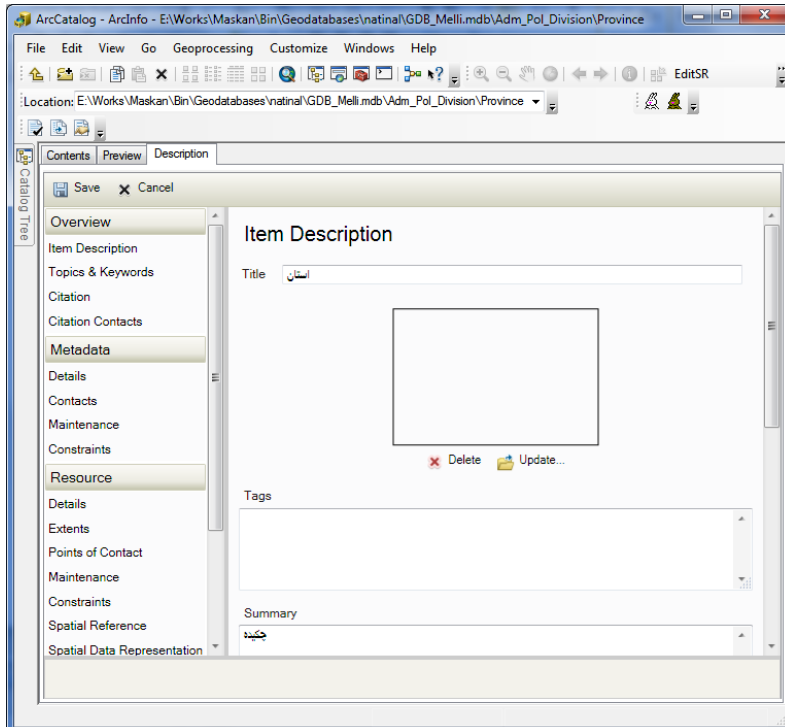 ArcCatalog - ArcInfo - E:\Works\Maskan\Bin\Geodatabases\natinal\GDB_Melli.mdb\Adm_Pol_Division\Province
File Edit View Go Geoprocessing Customize Windows Help
EditSR
Location: E:\Works\Maskan\Bin\Geodatabases\natinal\GDB_Melli.mdb\Adm_Pol_Division\Province
Catalog Tree
Contents Preview Description
Save Cancel
Overview
Item Description
Topics & Keywords
Citation
Citation Contacts
Metadata
Details
Contacts
Maintenance
Constraints
Resource
Details
Extents
Points of Contact
Maintenance
Constraints
Spatial Reference
Spatial Data Representation
Item Description
Title استان
Delete Update...
Tags
Summary
چکیده